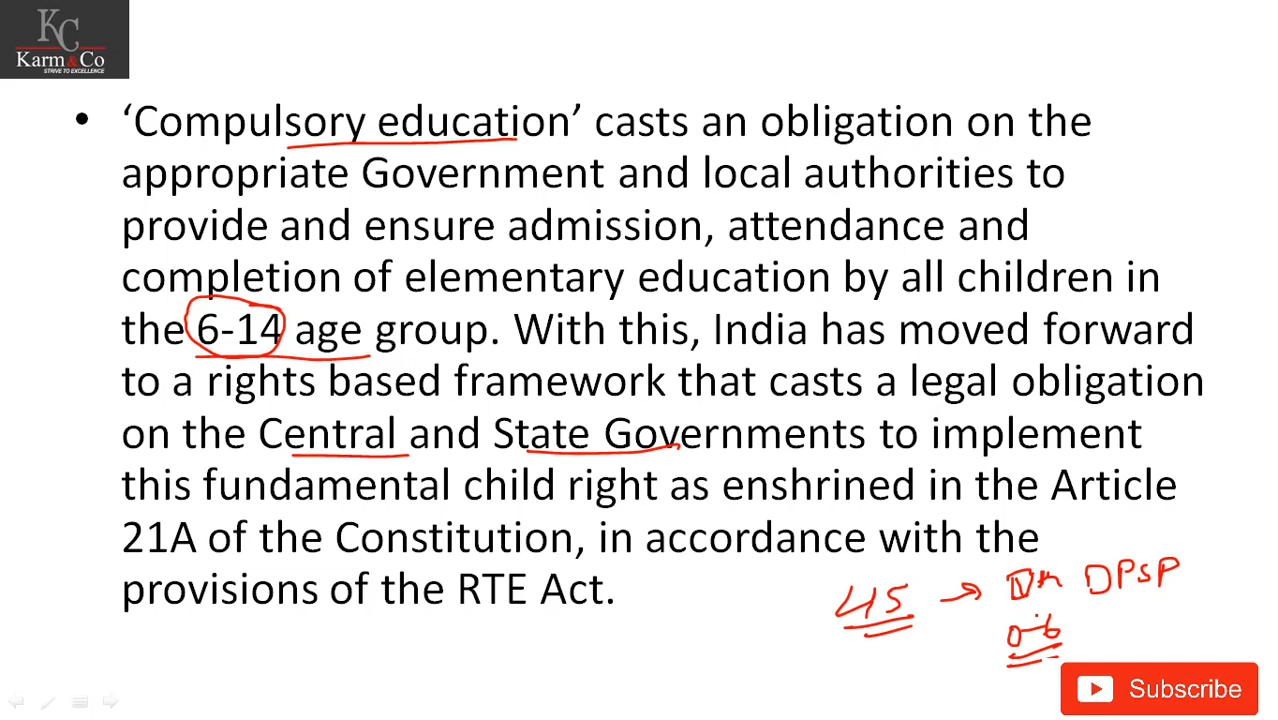 KC
Karm&Co
STRIVE TO EXCELLENCE
• ‘Compulsory education’ casts an obligation on the
appropriate Government and local authorities to
provide and ensure admission, attendance and
completion of elementary education by all children in
the 6-14 age group. With this, India has moved forward
to a rights based framework that casts a legal obligation
on the Central and State Governments to implement
this fundamental child right as enshrined in the Article
21A of the Constitution, in accordance with the
provisions of the RTE Act.
45 → DPSP
0-6
Subscribe